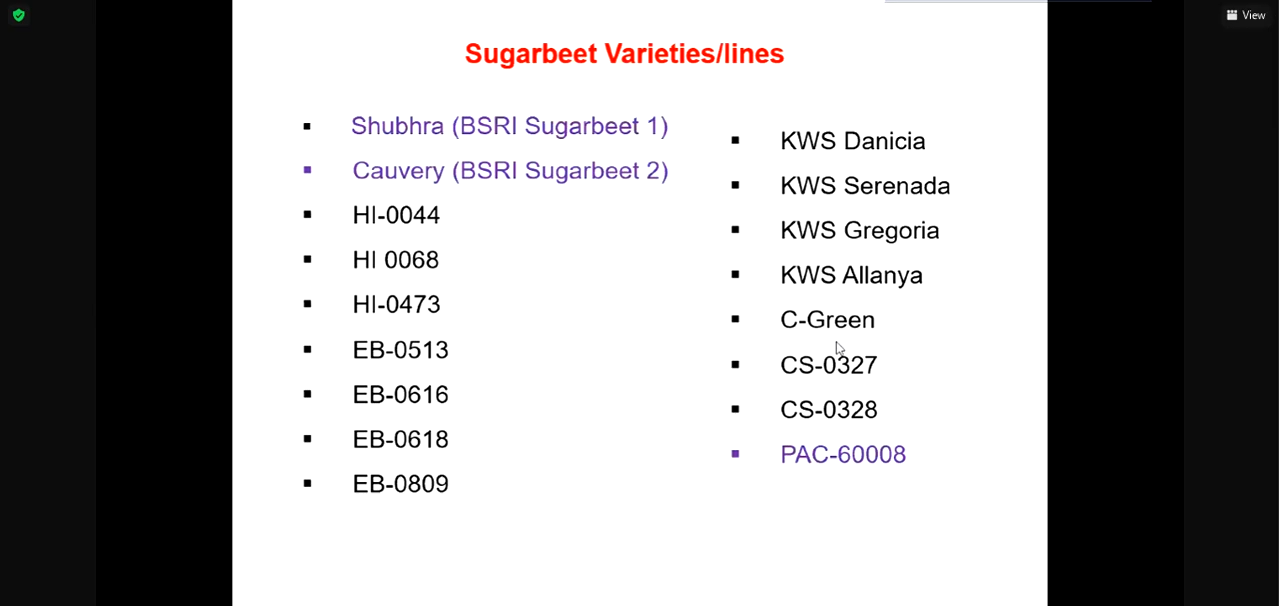 View
Sugarbeet Varieties/lines
▪ Shubhra (BSRI Sugarbeet 1)
▪ Cauvery (BSRI Sugarbeet 2)
▪ HI-0044
▪ HI 0068
▪ HI-0473
▪ EB-0513
▪ EB-0616
▪ EB-0618
▪ EB-0809
▪ KWS Danicia
▪ KWS Serenada
▪ KWS Gregoria
▪ KWS Allanya
▪ C-Green
▪ CS-0327
▪ CS-0328
▪ PAC-60008